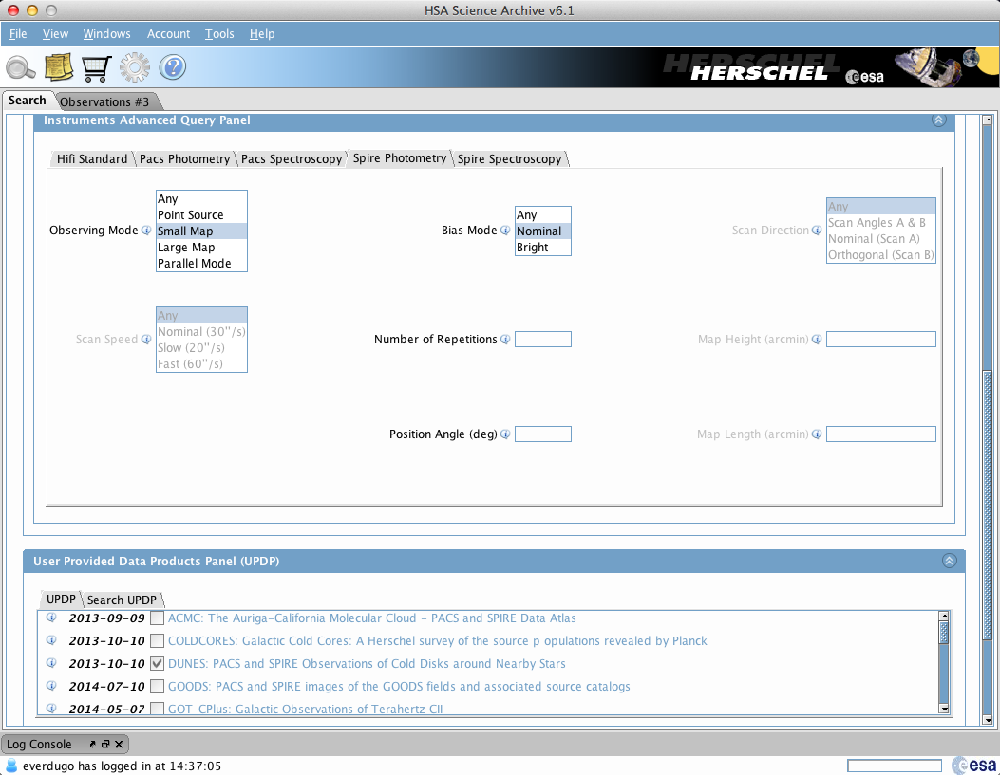 HSA Science Archive v6.1
File View Windows Account Tools Help
HERSCHEL
HERSCHEL esa
Search Observations #3
Instruments Advanced Query Panel
Hifi Standard Pacs Photometry Pacs Spectroscopy Spire Photometry Spire Spectroscopy
Observing Mode
Any
Point Source
Small Map
Large Map
Parallel Mode
Bias Mode
Any
Nominal
Bright
Scan Direction
Any
Scan Angles A & B
Nominal (Scan A)
Orthogonal (Scan B)
Scan Speed
Any
Nominal (30"/s)
Slow (20"/s)
Fast (60"/s)
Number of Repetitions
Map Height (arcmin)
Position Angle (deg)
Map Length (arcmin)
User Provided Data Products Panel (UPDP)
UPDP Search UPDP
2013-09-09 ACMC: The Auriga-California Molecular Cloud - PACS and SPIRE Data Atlas
2013-10-10 COLDCORES: Galactic Cold Cores: A Herschel survey of the source p opulations revealed by Planck
2013-10-10 DUNES: PACS and SPIRE Observations of Cold Disks around Nearby Stars
2014-07-10 GOODS: PACS and SPIRE images of the GOODS fields and associated source catalogs
2014-05-07 GOT_CPlus: Galactic Observations of Terahertz CII
Log Console
everdugo has logged in at 14:37:05
esa